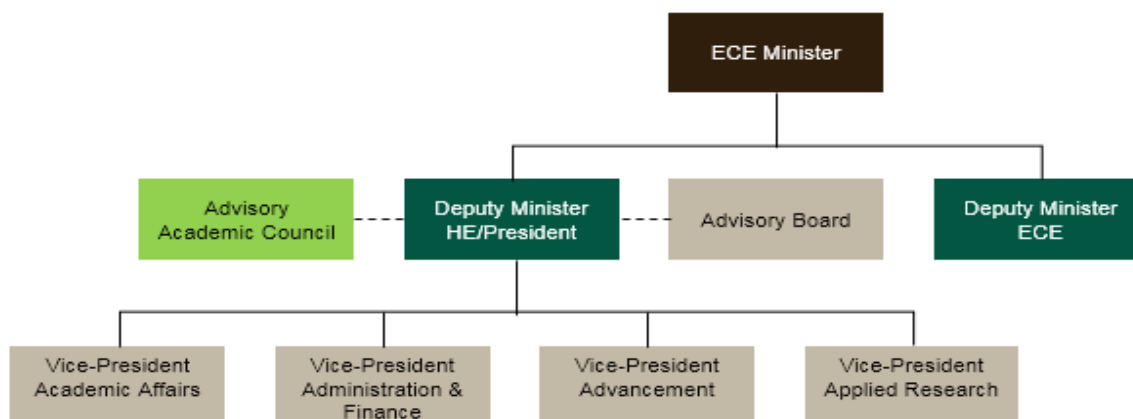 ECE Minister
Advisory
Academic Council
Deputy Minister
HE/President
Advisory Board
Deputy Minister
ECE
Vice-President
Academic Affairs
Vice-President
Administration &
Finance
Vice-President
Advancement
Vice-President
Applied Research